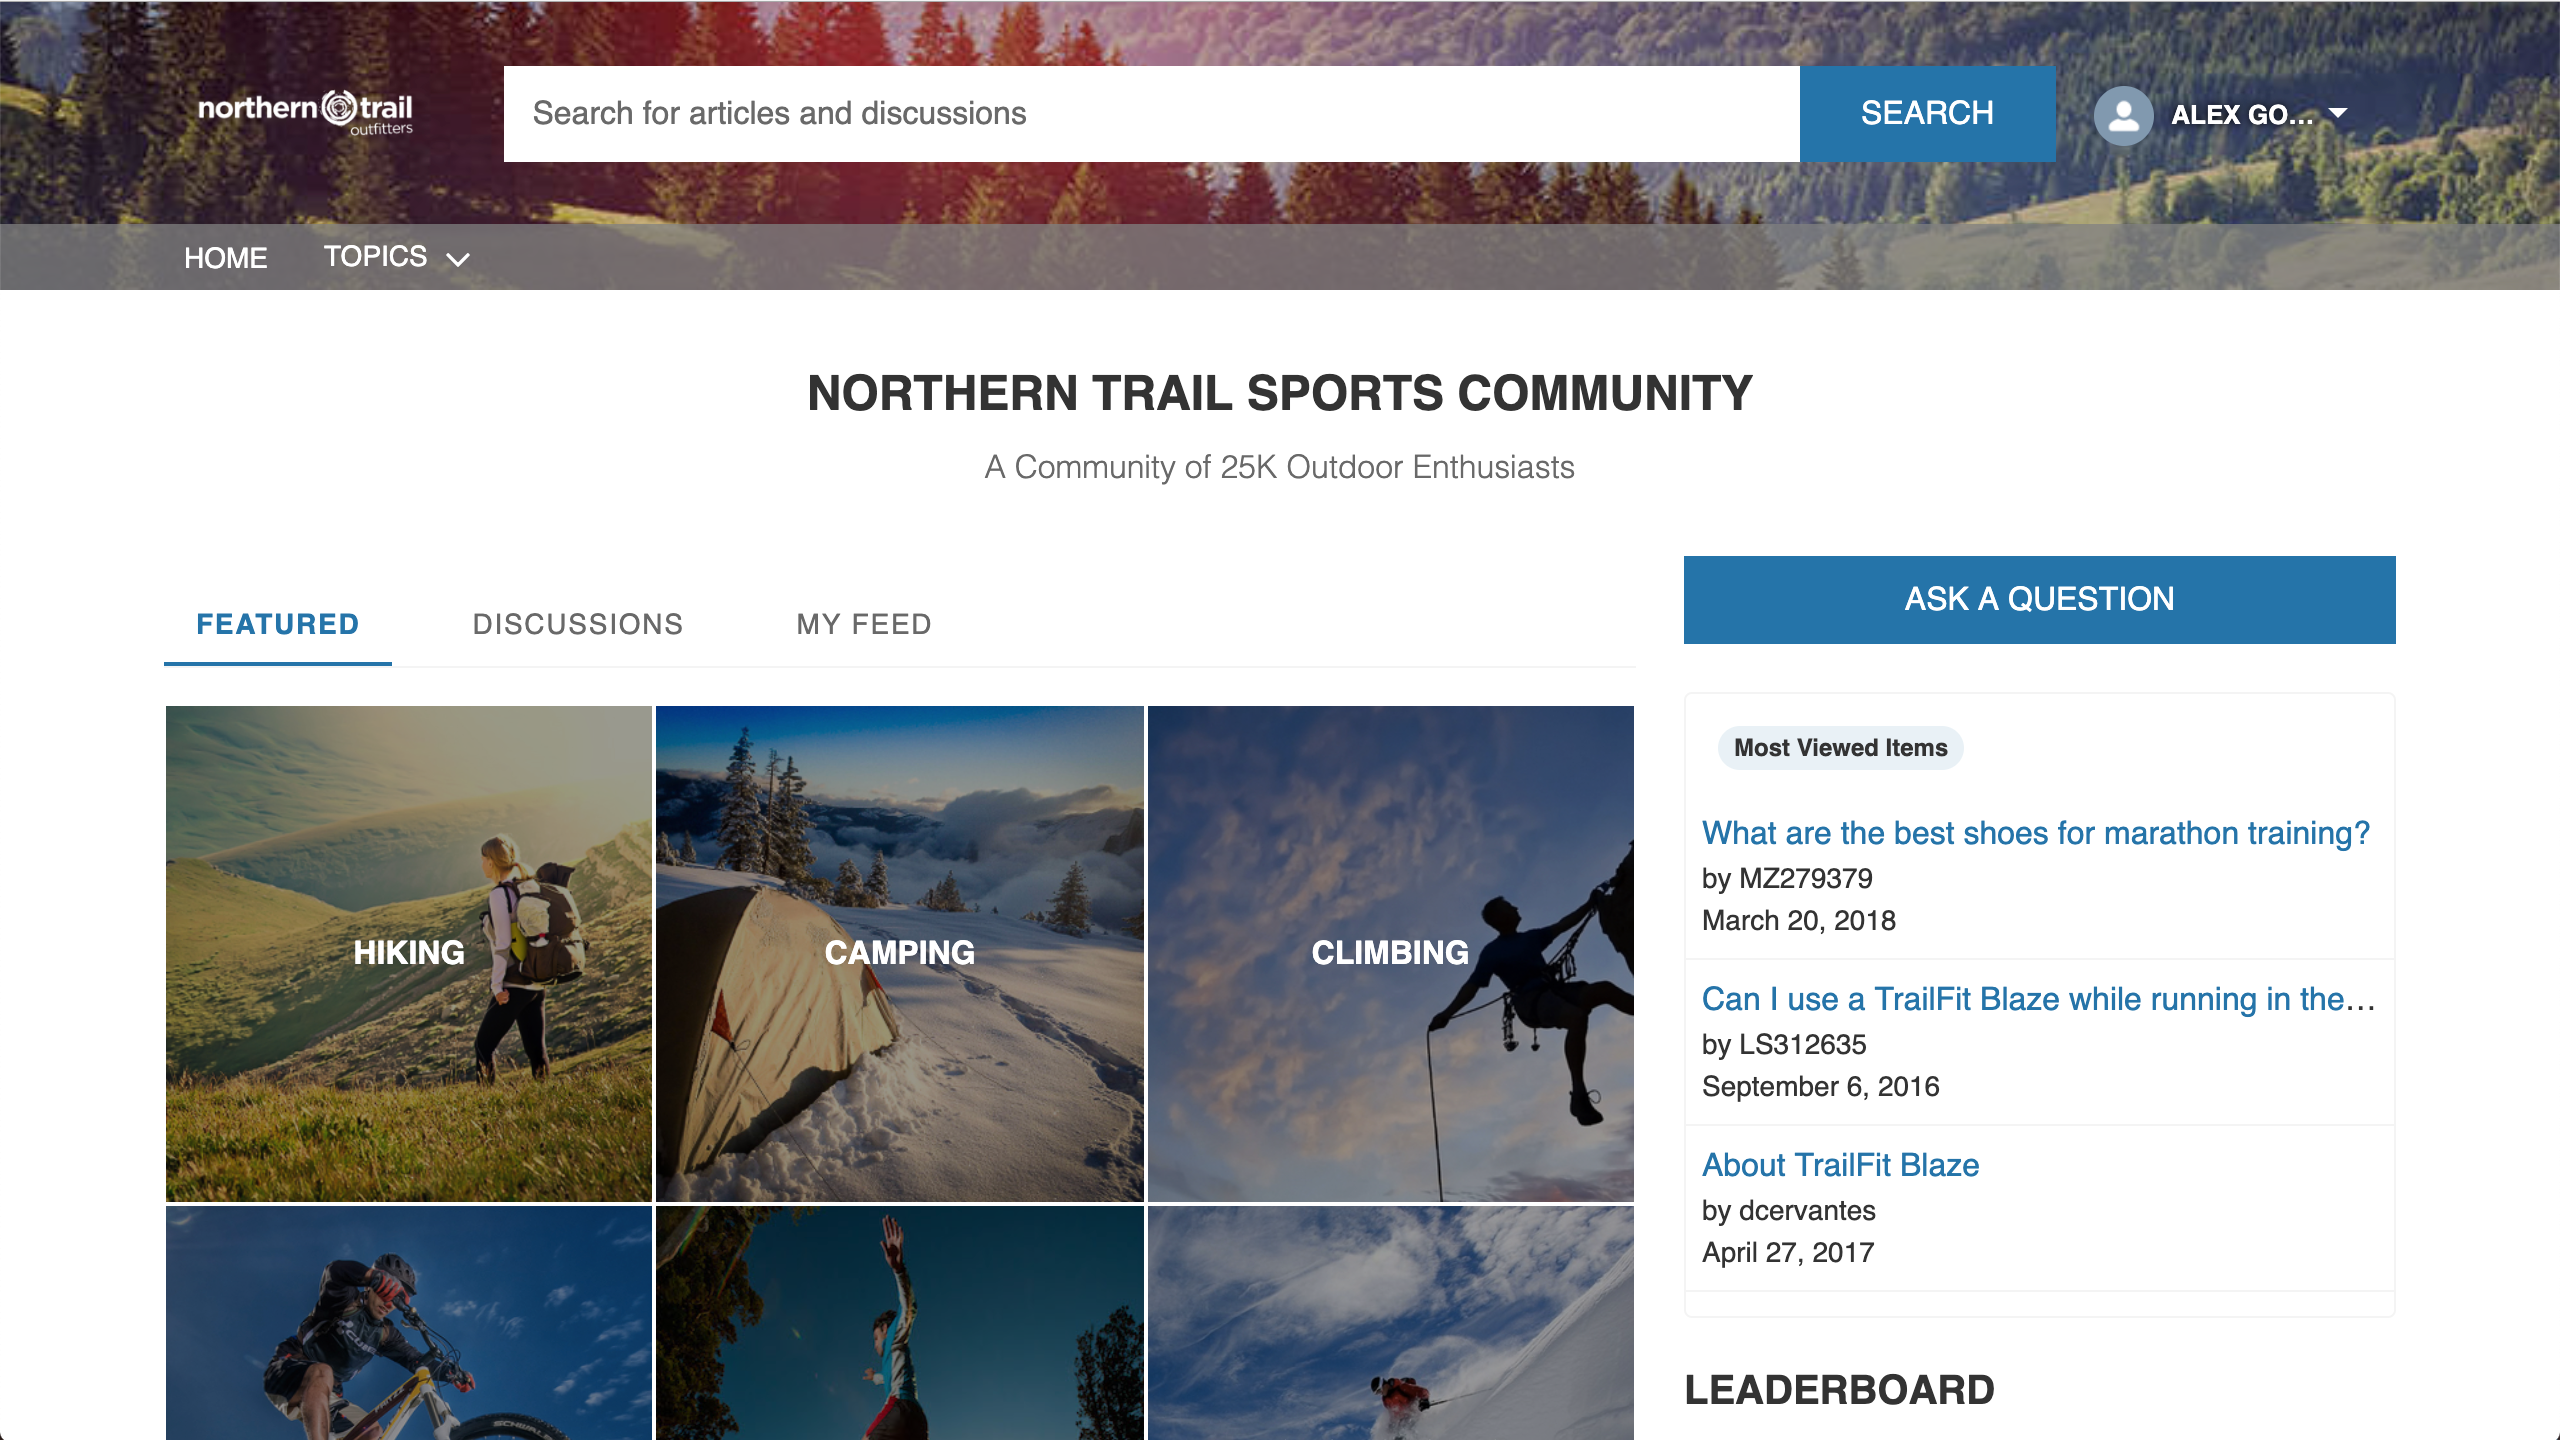 northern trail
outfitters
Search for articles and discussions
SEARCH
ALEX GO...
HOME
TOPICS
NORTHERN TRAIL SPORTS COMMUNITY
A Community of 25K Outdoor Enthusiasts
FEATURED
DISCUSSIONS
MY FEED
ASK A QUESTION
HIKING
CAMPING
CLIMBING
Most Viewed Items
What are the best shoes for marathon training?
by MZ279379
March 20, 2018
Can I use a TrailFit Blaze while running in the...
by LS312635
September 6, 2016
About TrailFit Blaze
by dcervantes
April 27, 2017
LEADERBOARD